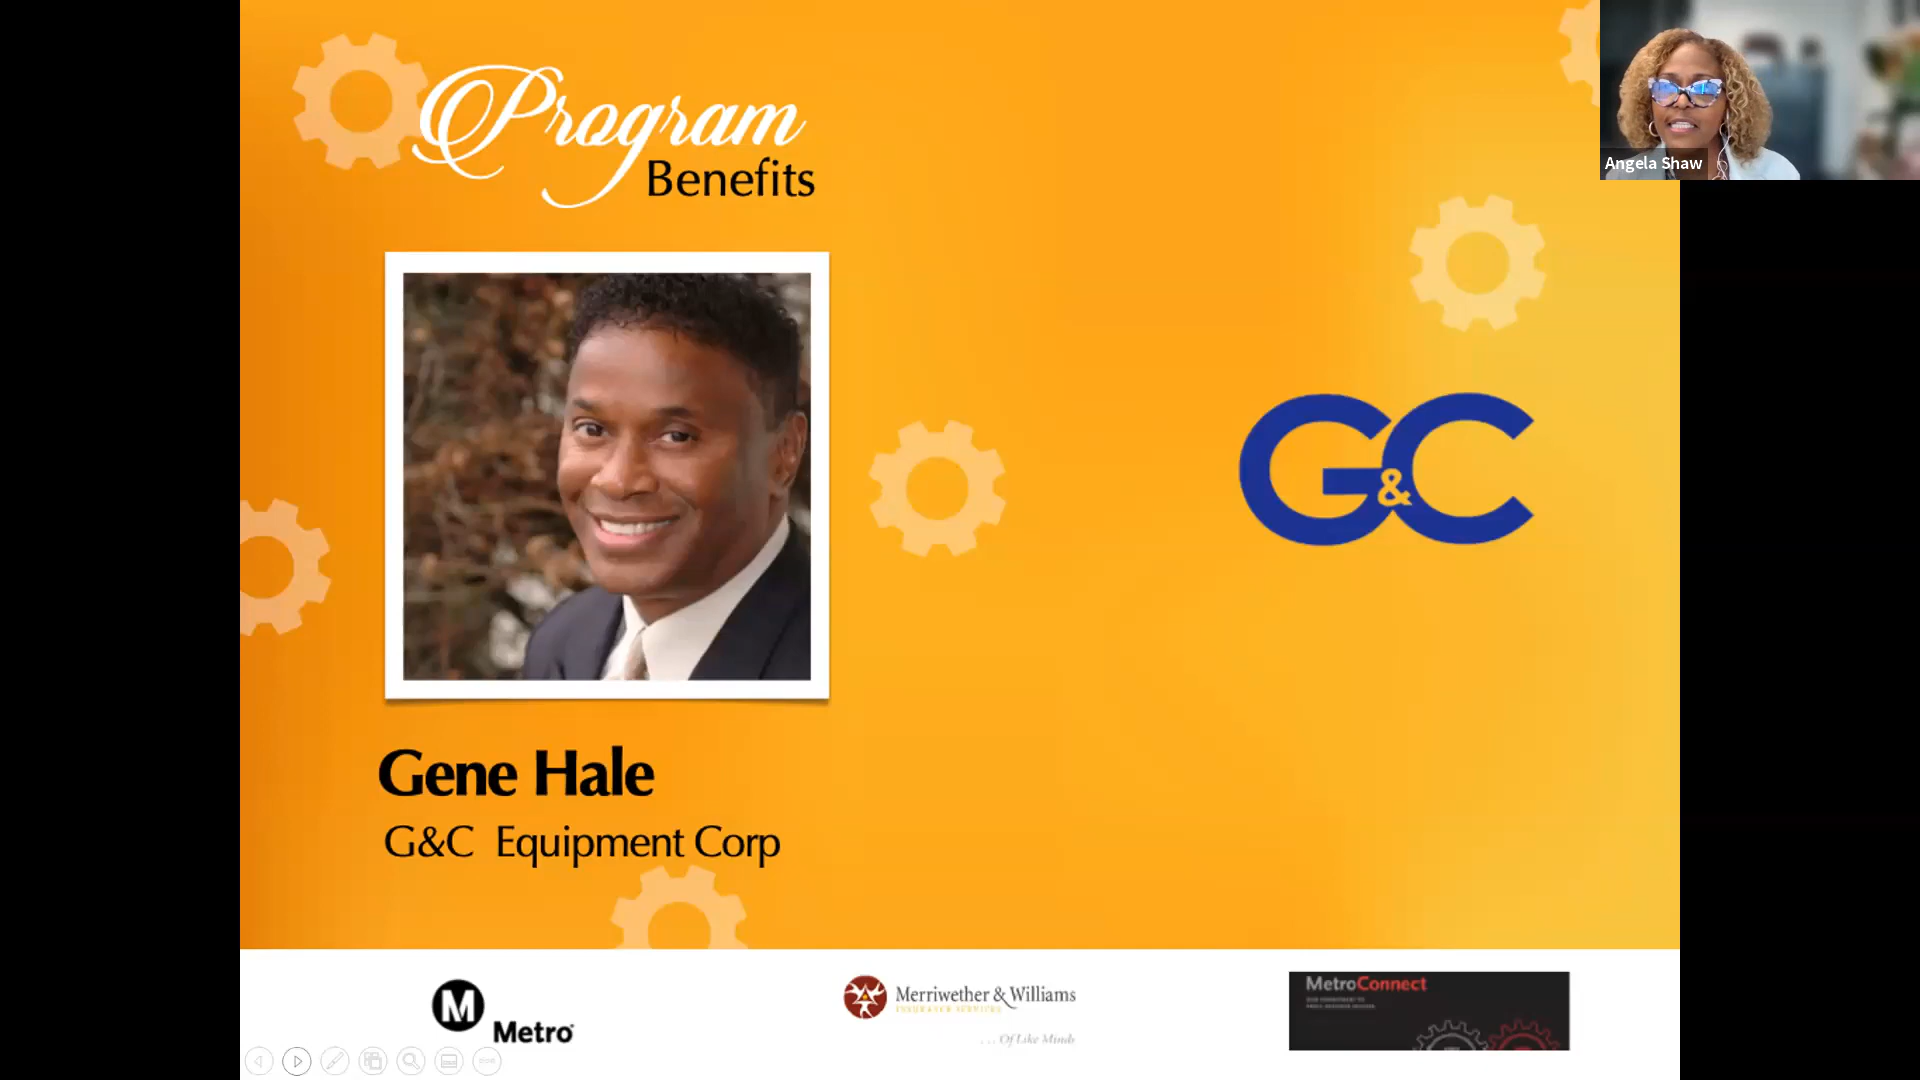 Program
Benefits
Angela Shaw
G&C
Gene Hale
G&C Equipment Corp
M
Metro
Merriwether & Williams
INSURANCE SERVICES
... Of Like Minds
MetroConnect